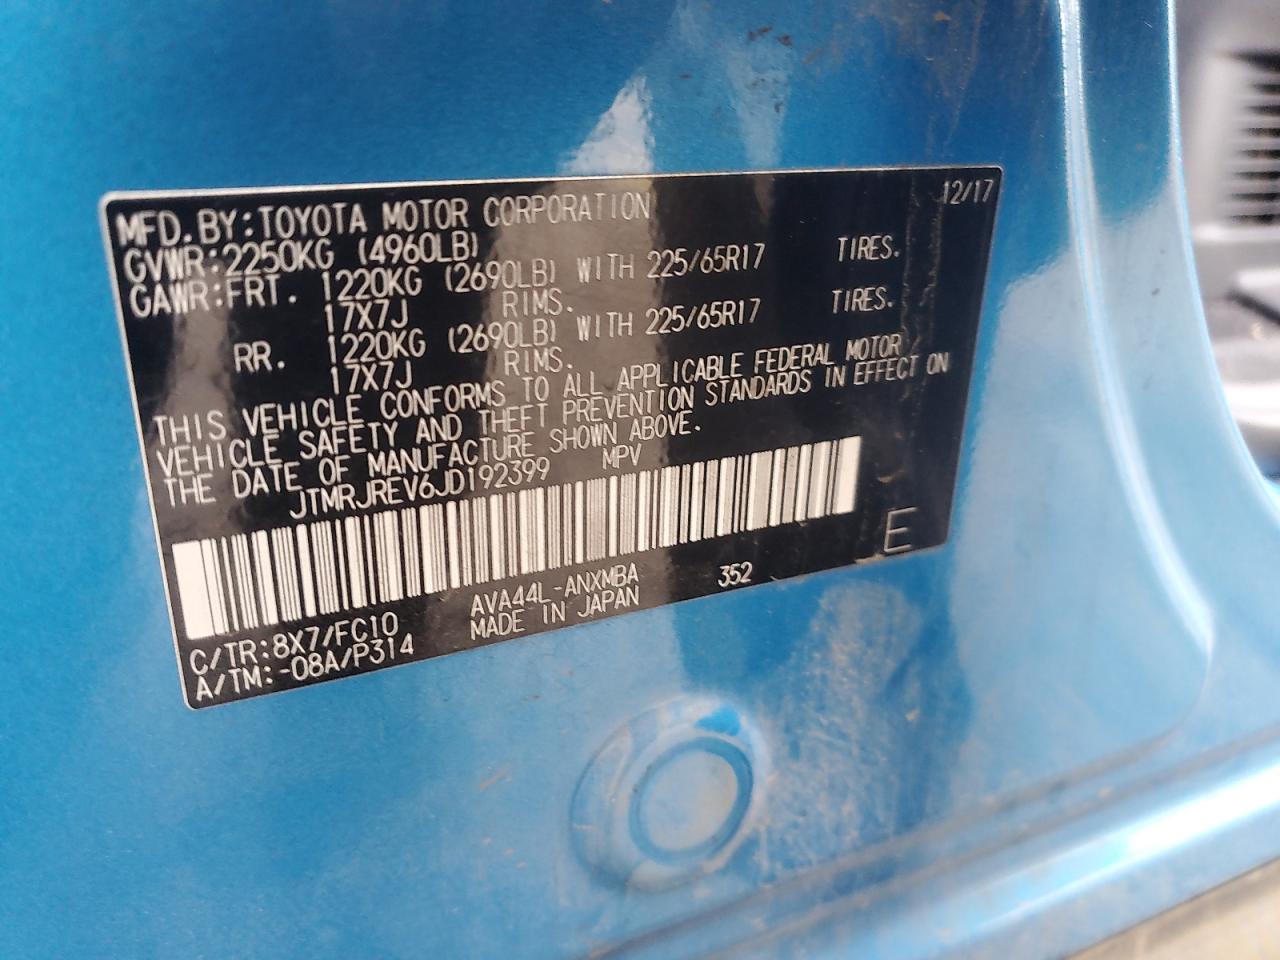 12/17
MFD.BY:TOYOTA MOTOR CORPORATION
GVWR:2250KG (4960LB)
GAWR:FRT. 1220KG (2690LB) WITH 225/65R17 TIRES.
17X7J RIMS.
RR. 1220KG (2690LB) WITH 225/65R17 TIRES.
17X7J RIMS.
THIS VEHICLE CONFORMS TO ALL APPLICABLE FEDERAL MOTOR
VEHICLE SAFETY AND THEFT PREVENTION STANDARDS IN EFFECT ON
THE DATE OF MANUFACTURE SHOWN ABOVE.
JTMRJREV6JD192399 MPV
E
C/TR:8X7/FC10 AVA44L-ANXMBA 352
A/TM:-08A/P314 MADE IN JAPAN